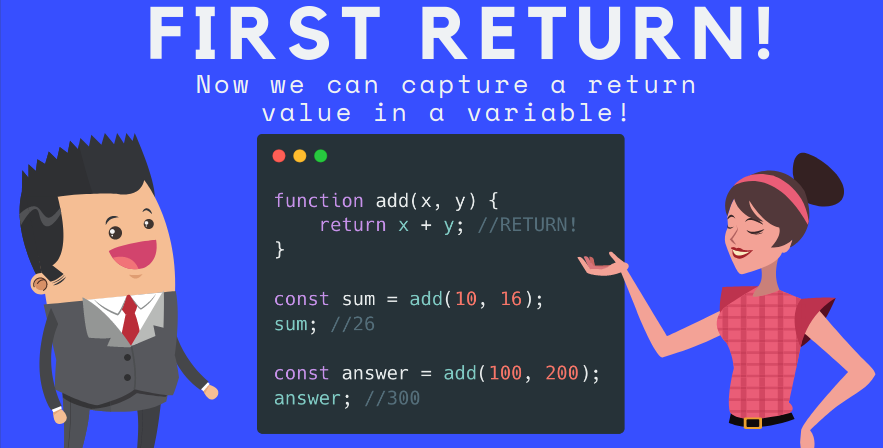 FIRST RETURN!
Now we can capture a return
value in a variable!
function add(x, y) {
    return x + y; //RETURN!
}
const sum = add(10, 16);
sum; //26
const answer = add(100, 200);
answer; //300